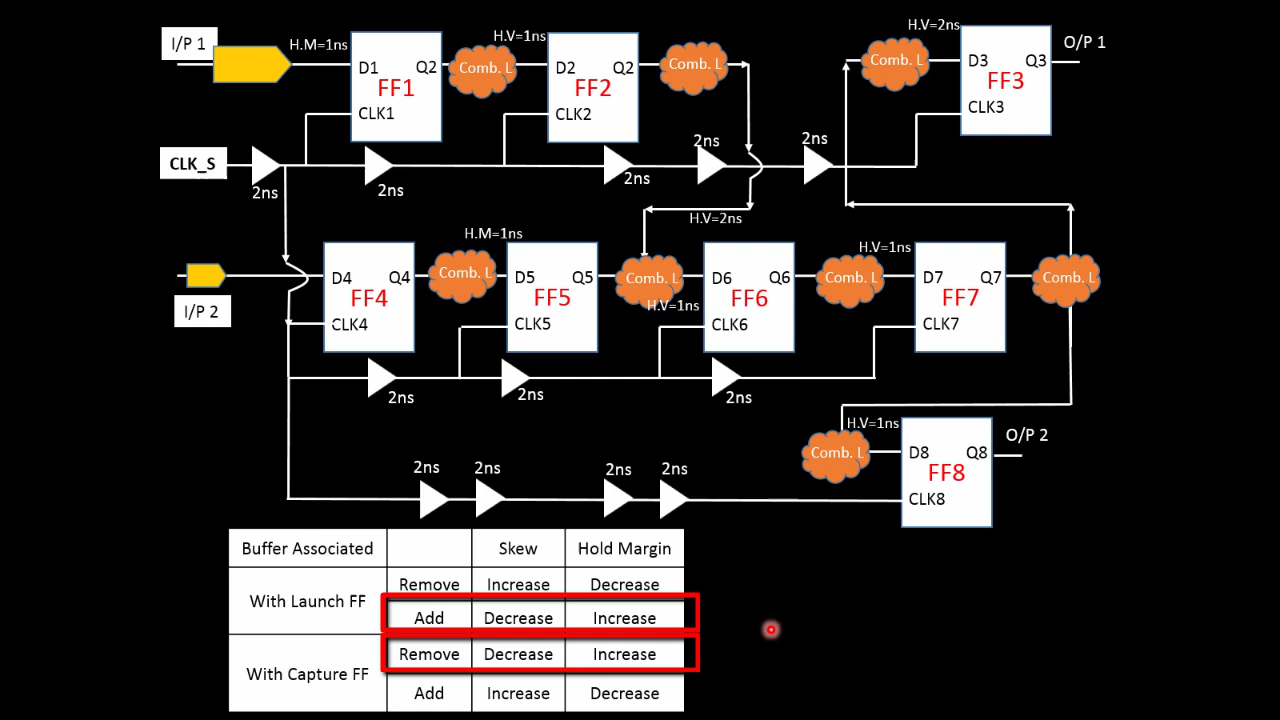 I/P 1
H.M=1ns
D1
Q2
FF1
CLK1
H.V=1ns
Comb. L
D2
Q2
FF2
CLK2
Comb. L
H.V=2ns
Comb. L
D3
Q3
FF3
CLK3
O/P 1
CLK_S
2ns
2ns
2ns
2ns
2ns
H.V=2ns
I/P 2
D4
Q4
FF4
CLK4
H.M=1ns
Comb. L
D5
Q5
FF5
CLK5
Comb. L
H.V=1ns
D6
Q6
FF6
CLK6
Comb. L
H.V=1ns
D7
Q7
FF7
CLK7
Comb. L
2ns
2ns
2ns
H.V=1ns
Comb. L
D8
Q8
FF8
CLK8
O/P 2
2ns
2ns
2ns
2ns
Buffer Associated
Skew
Hold Margin
With Launch FF
Remove
Increase
Decrease
Add
Decrease
Increase
With Capture FF
Remove
Decrease
Increase
Add
Increase
Decrease